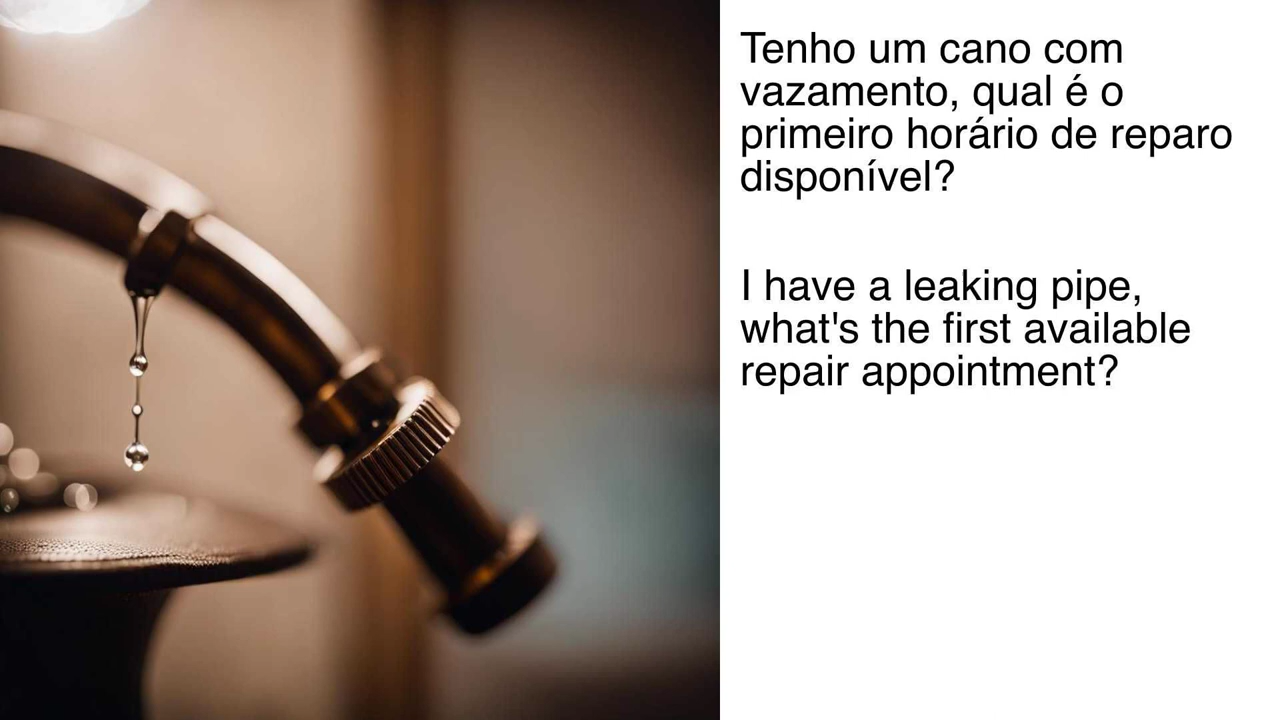 Tenho um cano com
vazamento, qual é o
primeiro horário de reparo
disponível?
I have a leaking pipe,
what's the first available
repair appointment?